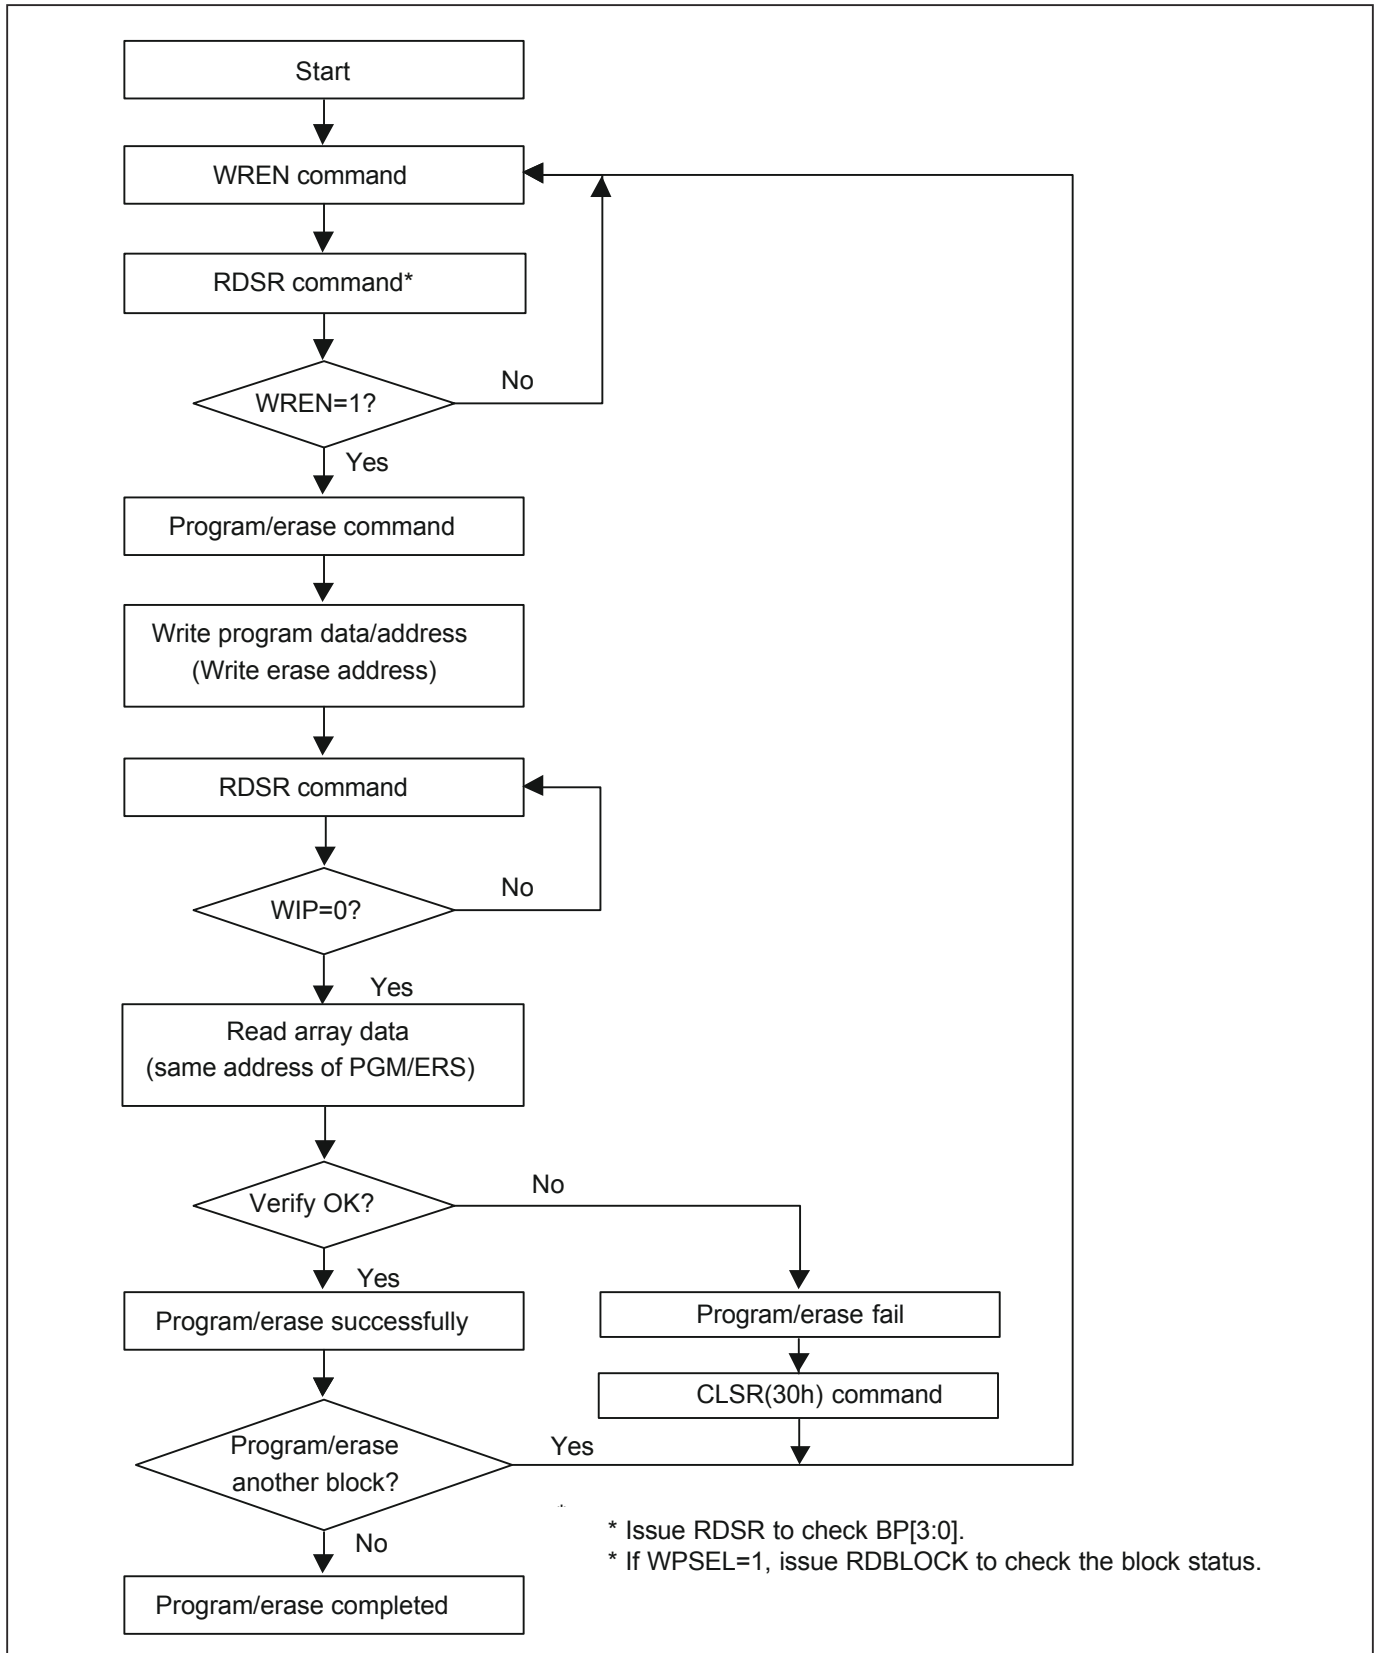 Start
WREN command
RDSR command*
WREN=1?
No
Yes
Program/erase command
Write program data/address
(Write erase address)
RDSR command
WIP=0?
No
Yes
Read array data
(same address of PGM/ERS)
Verify OK?
No
Yes
Program/erase successfully
Program/erase fail
CLSR(30h) command
Program/erase
another block?
Yes
*
* Issue RDSR to check BP[3:0].
* If WPSEL=1, issue RDBLOCK to check the block status.
No
Program/erase completed